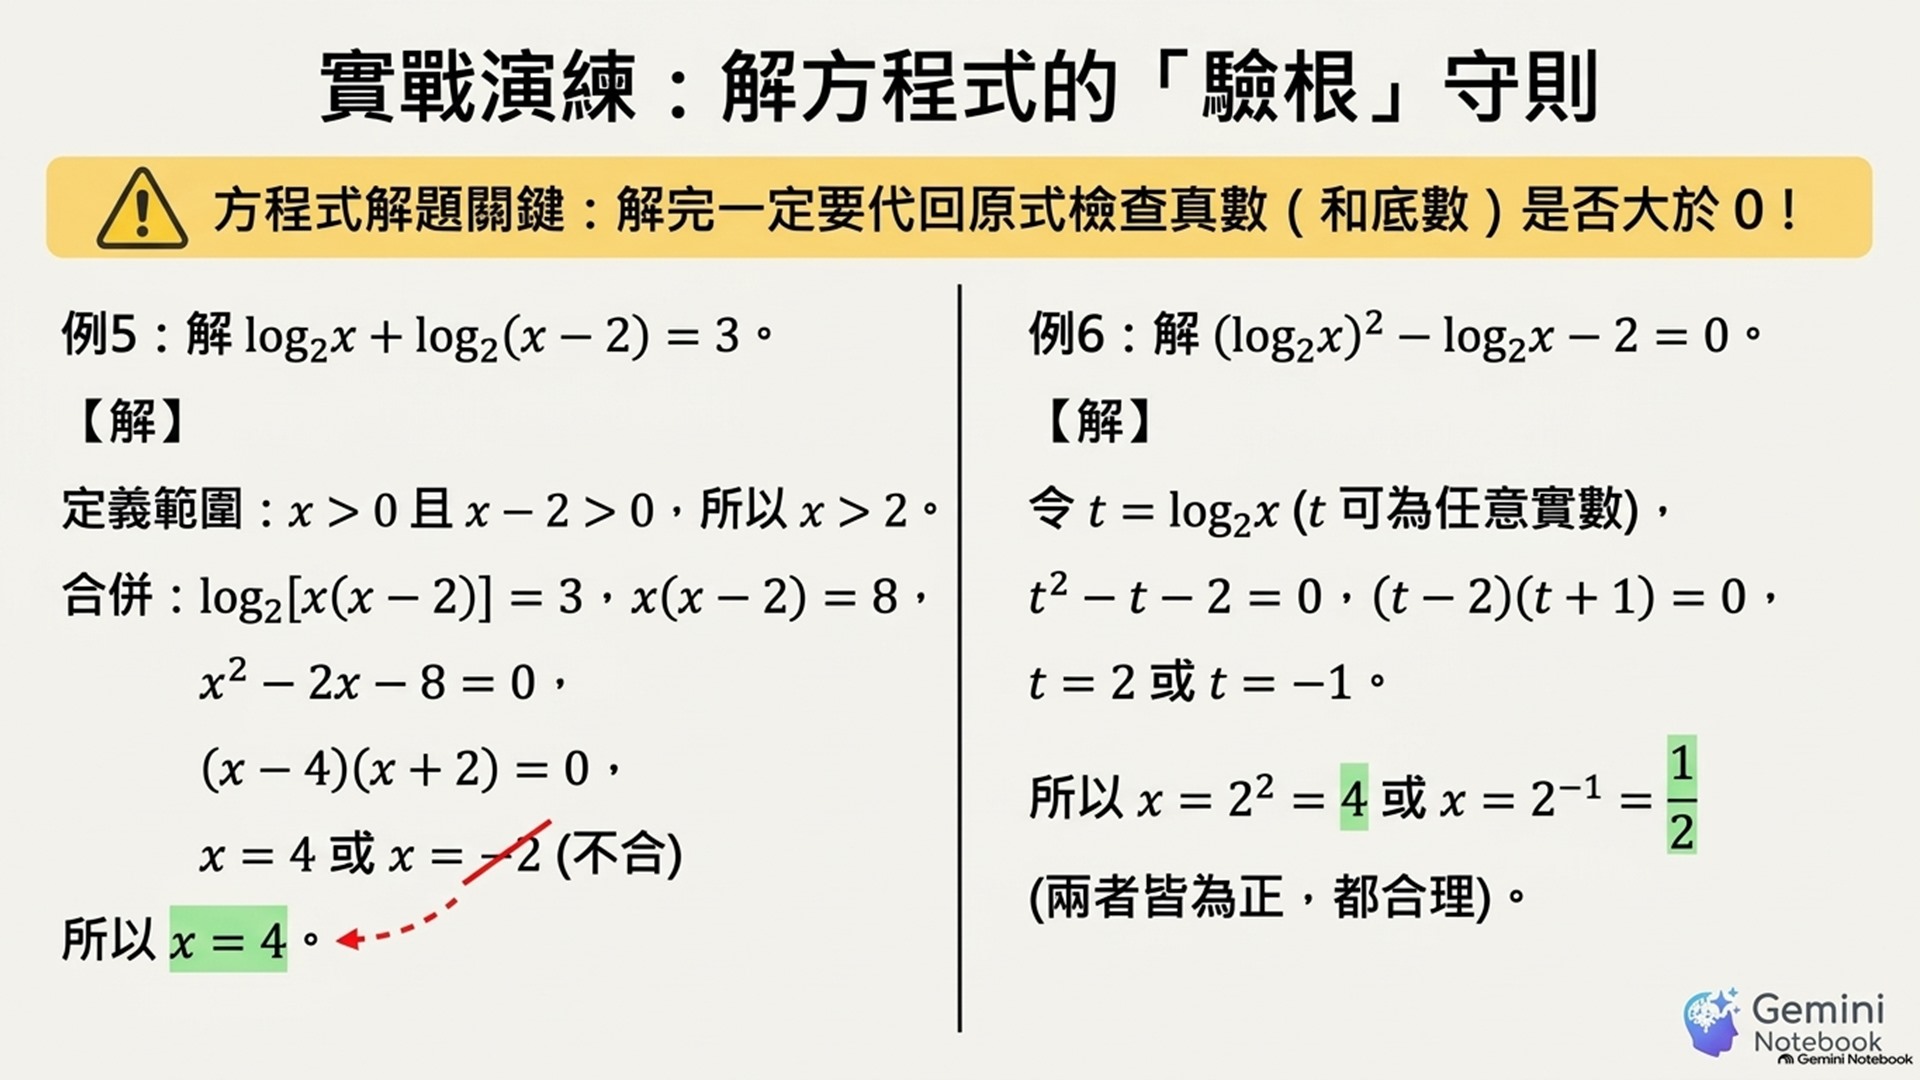 實戰演練：解方程式的「驗根」守則
方程式解題關鍵：解完一定要代回原式檢查真數（和底數）是否大於 0！
例5：解 log₂x + log₂(x − 2) = 3。
【解】
定義範圍：x > 0 且 x − 2 > 0，所以 x > 2。
合併：log₂[x(x − 2)] = 3，x(x − 2) = 8，
x² − 2x − 8 = 0，
(x − 4)(x + 2) = 0，
x = 4 或 x = −2 (不合)
所以 x = 4。
例6：解 (log₂x)² − log₂x − 2 = 0。
【解】
令 t = log₂x (t 可為任意實數)，
t² − t − 2 = 0，(t − 2)(t + 1) = 0，
t = 2 或 t = −1。
所以 x = 2² = 4 或 x = 2⁻¹ = 1/2
(兩者皆為正，都合理)。
Gemini
Notebook
Gemini Notebook